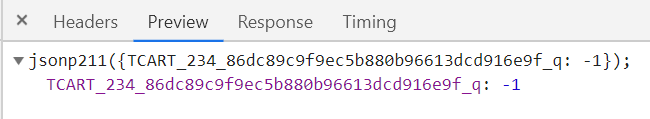 × Headers Preview Response Timing
▼jsonp211({TCART_234_86dc89c9f9ec5b880b96613dcd916e9f_q: -1});
TCART_234_86dc89c9f9ec5b880b96613dcd916e9f_q: -1